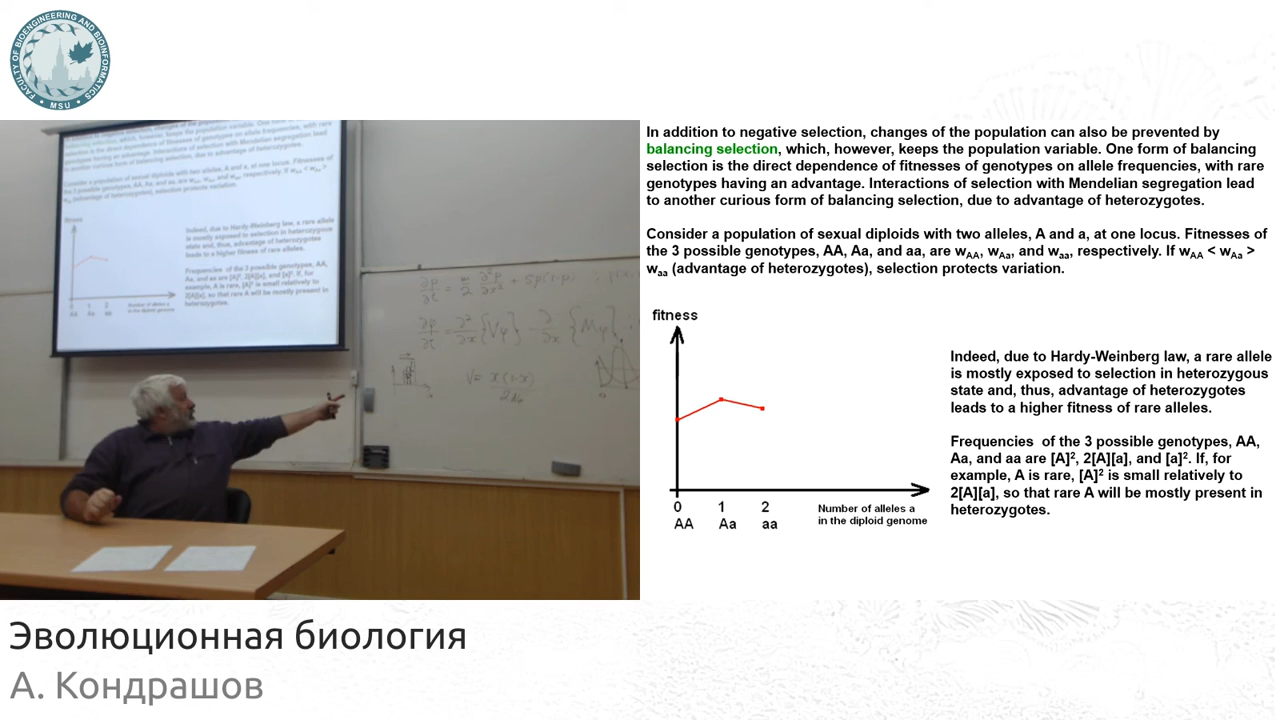 FACULTY OF BIOENGINEERING AND BIOINFORMATICS
• MSU •
In addition to negative selection, changes of the population can also be prevented by
balancing selection, which, however, keeps the population variable. One form of balancing
selection is the direct dependence of fitnesses of genotypes on allele frequencies, with rare
genotypes having an advantage. Interactions of selection with Mendelian segregation lead
to another curious form of balancing selection, due to advantage of heterozygotes.
Consider a population of sexual diploids with two alleles, A and a, at one locus. Fitnesses of
the 3 possible genotypes, AA, Aa, and aa, are wAA, wAa, and waa, respectively. If wAA < wAa >
waa (advantage of heterozygotes), selection protects variation.
fitness
0 1 2
AA Aa aa
Number of alleles a
in the diploid genome
Indeed, due to Hardy-Weinberg law, a rare allele
is mostly exposed to selection in heterozygous
state and, thus, advantage of heterozygotes
leads to a higher fitness of rare alleles.
Frequencies of the 3 possible genotypes, AA,
Aa, and aa are [A]², 2[A][a], and [a]². If, for
example, A is rare, [A]² is small relatively to
2[A][a], so that rare A will be mostly present in
heterozygotes.
Эволюционная биология
А. Кондрашов